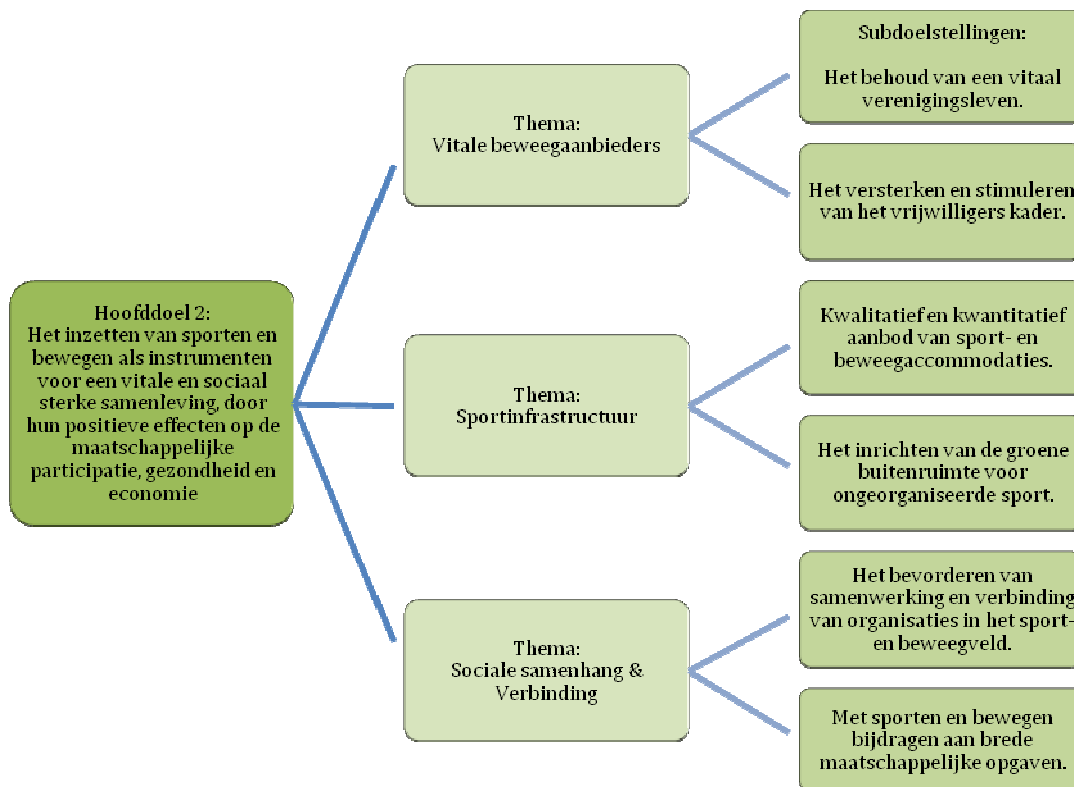 Hoofddoel 2:
Het inzetten van sporten en
bewegen als instrumenten
voor een vitale en sociaal
sterke samenleving, door
hun positieve effecten op de
maatschappelijke
participatie, gezondheid en
economie
Thema:
Vitale beweegaanbieders
Subdoelstellingen:
Het behoud van een vitaal
verenigingsleven.
Het versterken en stimuleren
van het vrijwilligers kader.
Thema:
Sportinfrastructuur
Kwalitatief en kwantitatief
aanbod van sport- en
beweegaccommodaties.
Het inrichten van de groene
buitenruimte voor
ongeorganiseerde sport.
Thema:
Sociale samenhang &
Verbinding
Het bevorderen van
samenwerking en verbinding
van organisaties in het sport-
en beweegveld.
Met sporten en bewegen
bijdragen aan brede
maatschappelijke opgaven.